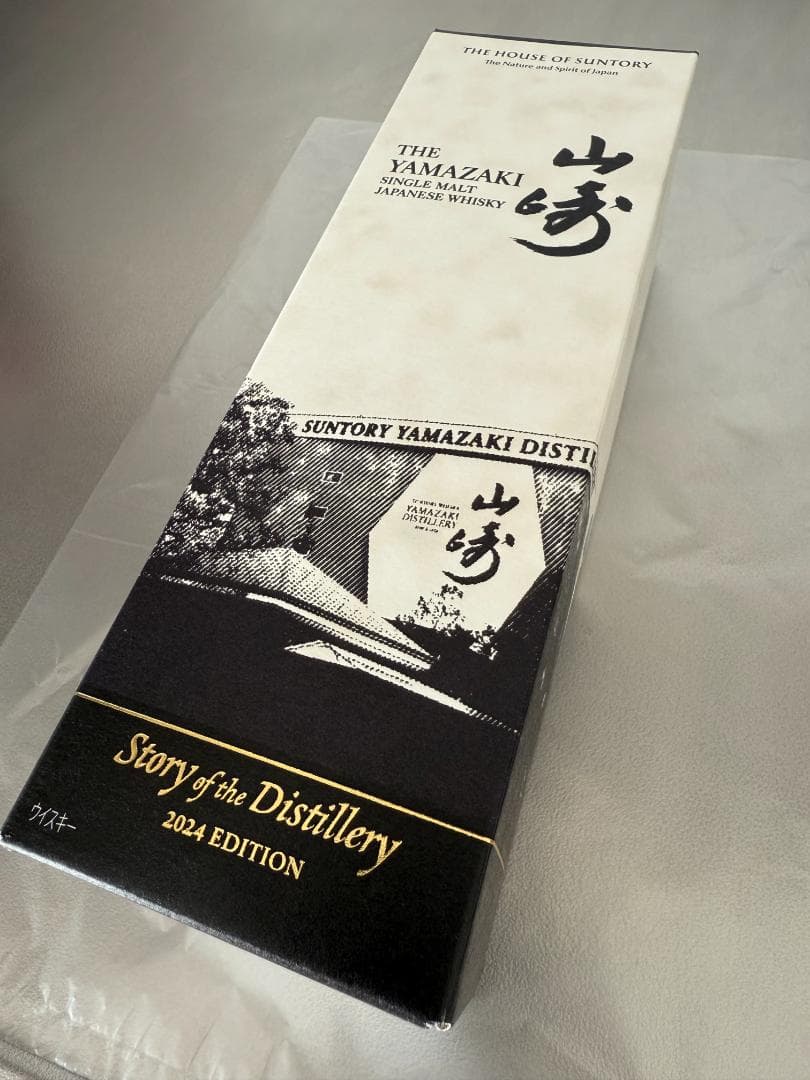 THE HOUSE OF SUNTORY
The Nature and Spirit of Japan
THE
YAMAZAKI
SINGLE MALT
JAPANESE WHISKY
山崎
SUNTORY YAMAZAKI DISTI
YAMAZAKI
DISTILLERY
山崎
Story of the Distillery
2024 EDITION
ウイスキー